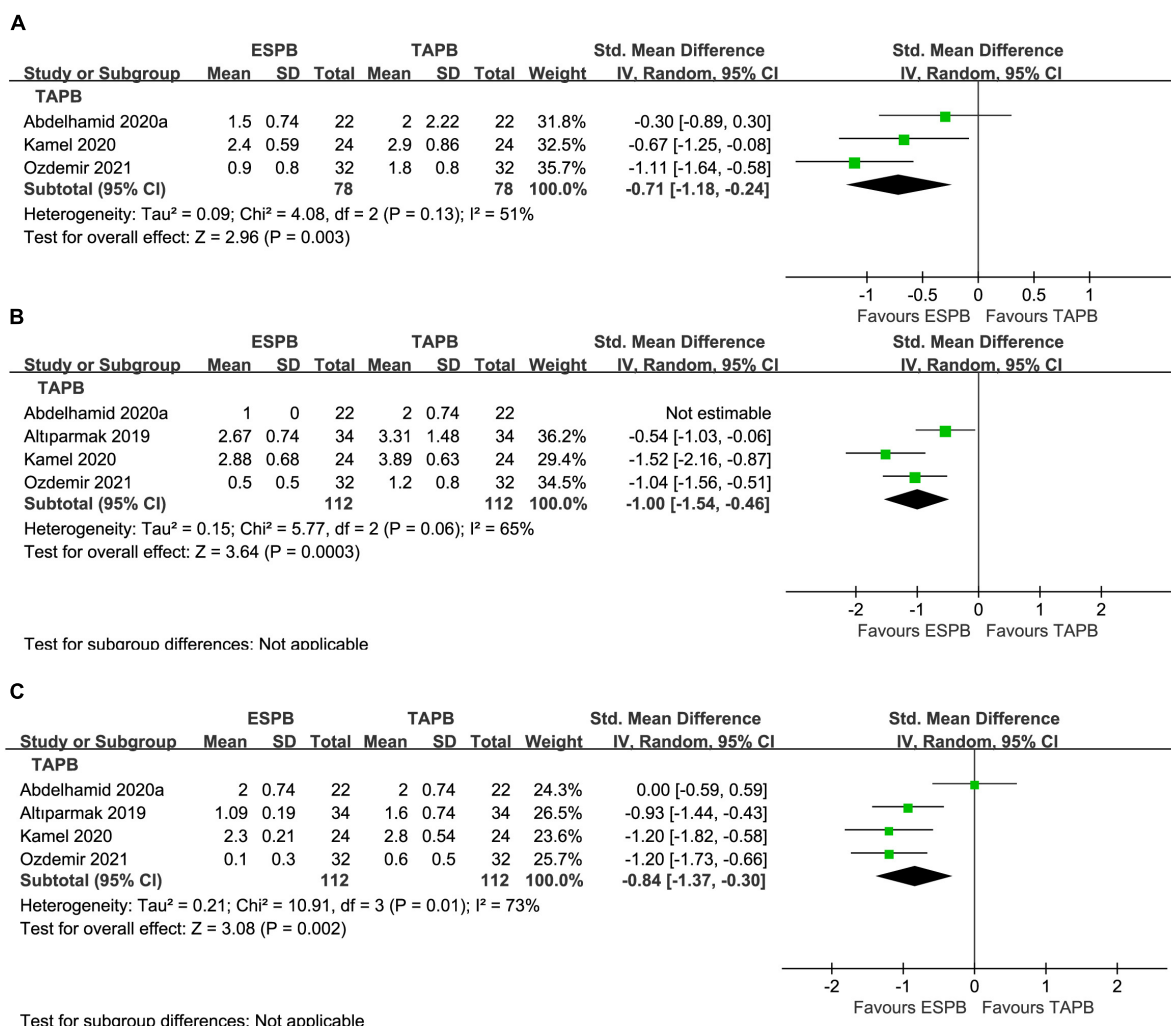 A
ESPB TAPB Std. Mean Difference Std. Mean Difference
Study or Subgroup Mean SD Total Mean SD Total Weight IV, Random, 95% CI IV, Random, 95% CI
TAPB
Abdelhamid 2020a 1.5 0.74 22 2 2.22 22 31.8% -0.30 [-0.89, 0.30]
Kamel 2020 2.4 0.59 24 2.9 0.86 24 32.5% -0.67 [-1.25, -0.08]
Ozdemir 2021 0.9 0.8 32 1.8 0.8 32 35.7% -1.11 [-1.64, -0.58]
Subtotal (95% CI) 78 78 100.0% -0.71 [-1.18, -0.24]
Heterogeneity: Tau² = 0.09; Chi² = 4.08, df = 2 (P = 0.13); I² = 51%
Test for overall effect: Z = 2.96 (P = 0.003)
-1 -0.5 0 0.5 1
Favours ESPB Favours TAPB
B
ESPB TAPB Std. Mean Difference Std. Mean Difference
Study or Subgroup Mean SD Total Mean SD Total Weight IV, Random, 95% CI IV, Random, 95% CI
TAPB
Abdelhamid 2020a 1 0 22 2 0.74 22 Not estimable
Altıparmak 2019 2.67 0.74 34 3.31 1.48 34 36.2% -0.54 [-1.03, -0.06]
Kamel 2020 2.88 0.68 24 3.89 0.63 24 29.4% -1.52 [-2.16, -0.87]
Ozdemir 2021 0.5 0.5 32 1.2 0.8 32 34.5% -1.04 [-1.56, -0.51]
Subtotal (95% CI) 112 112 100.0% -1.00 [-1.54, -0.46]
Heterogeneity: Tau² = 0.15; Chi² = 5.77, df = 2 (P = 0.06); I² = 65%
Test for overall effect: Z = 3.64 (P = 0.0003)
-2 -1 0 1 2
Favours ESPB Favours TAPB
Test for subgroup differences: Not applicable
C
ESPB TAPB Std. Mean Difference Std. Mean Difference
Study or Subgroup Mean SD Total Mean SD Total Weight IV, Random, 95% CI IV, Random, 95% CI
TAPB
Abdelhamid 2020a 2 0.74 22 2 0.74 22 24.3% 0.00 [-0.59, 0.59]
Altıparmak 2019 1.09 0.19 34 1.6 0.74 34 26.5% -0.93 [-1.44, -0.43]
Kamel 2020 2.3 0.21 24 2.8 0.54 24 23.6% -1.20 [-1.82, -0.58]
Ozdemir 2021 0.1 0.3 32 0.6 0.5 32 25.7% -1.20 [-1.73, -0.66]
Subtotal (95% CI) 112 112 100.0% -0.84 [-1.37, -0.30]
Heterogeneity: Tau² = 0.21; Chi² = 10.91, df = 3 (P = 0.01); I² = 73%
Test for overall effect: Z = 3.08 (P = 0.002)
-2 -1 0 1 2
Favours ESPB Favours TAPB
Test for subgroup differences: Not applicable